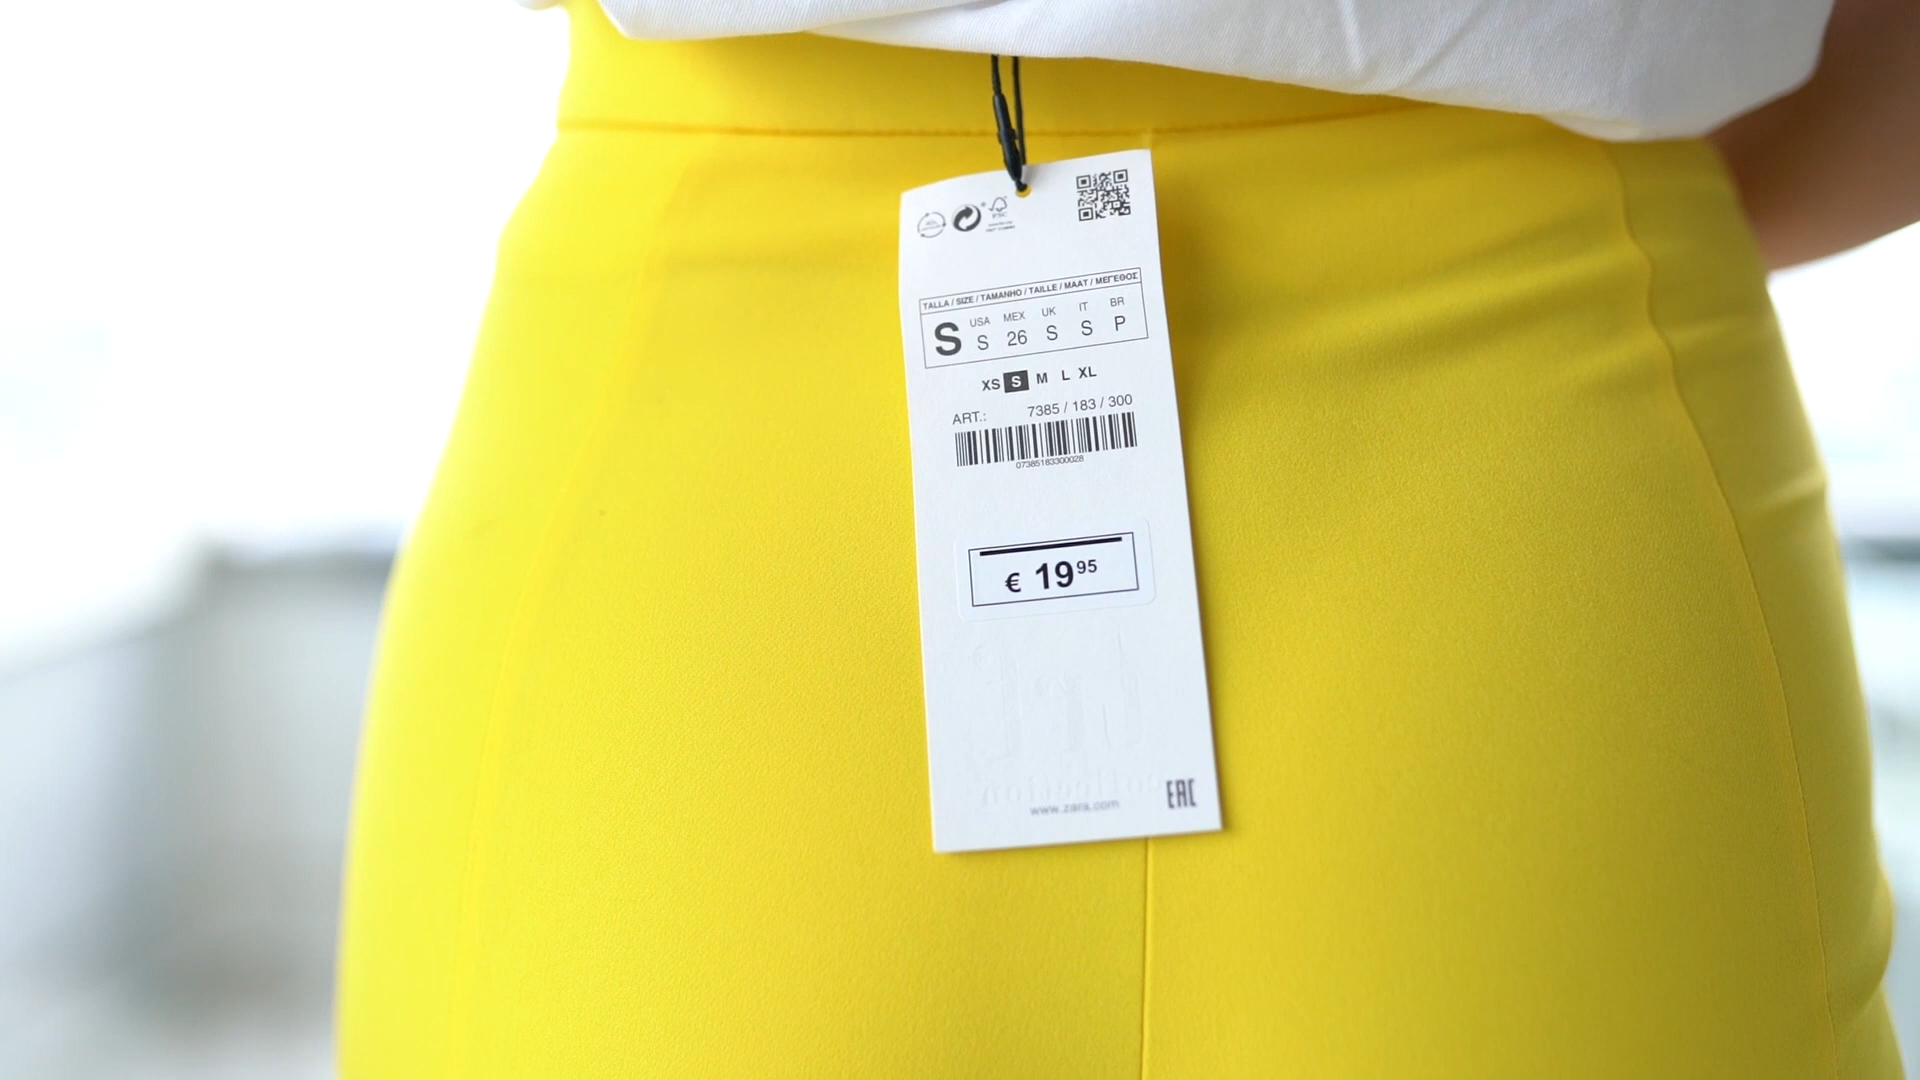 TALLA / SIZE / TAMANHO / TAILLE / MAAT / ΜΕΓΕΘΟΣ
USA MEX UK IT BR
S S 26 S S P
XS S M L XL
ART.: 7385 / 183 / 300
07385183300028
€ 19 95
collection
www.zara.com
EAC